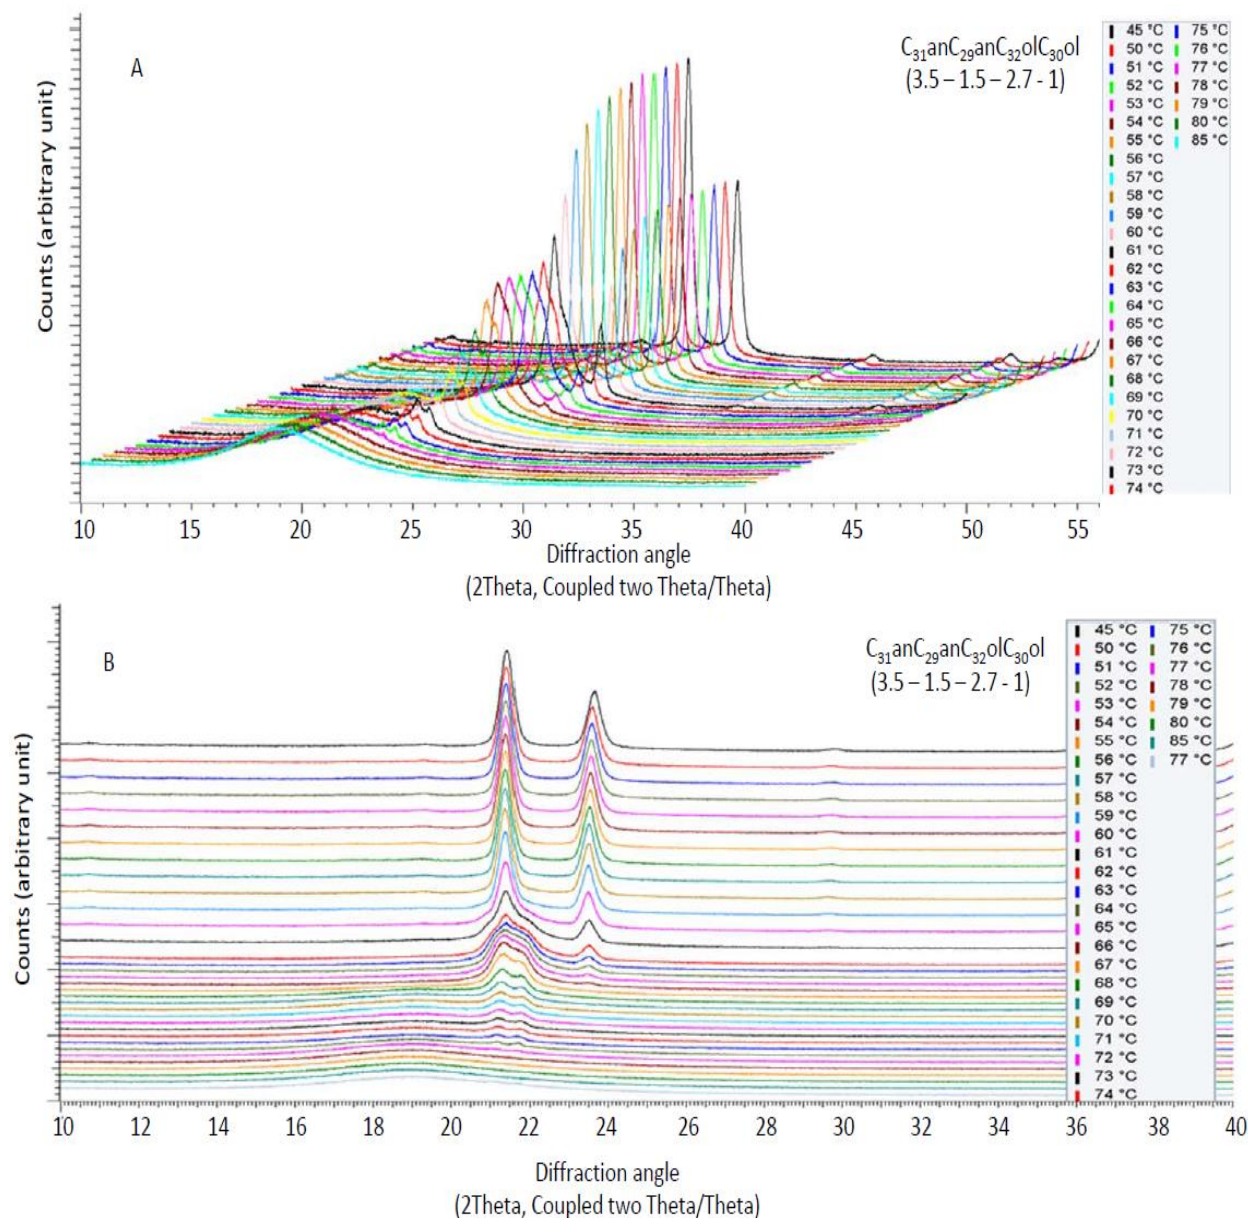 A
C₃₁anC₂₉anC₃₂olC₃₀ol
(3.5 – 1.5 – 2.7 - 1)
45 °C
50 °C
51 °C
52 °C
53 °C
54 °C
55 °C
56 °C
57 °C
58 °C
59 °C
60 °C
61 °C
62 °C
63 °C
64 °C
65 °C
66 °C
67 °C
68 °C
69 °C
70 °C
71 °C
72 °C
73 °C
74 °C
75 °C
76 °C
77 °C
78 °C
79 °C
80 °C
85 °C
Counts (arbitrary unit)
10 20 25 30 35 40 45 50 55
Diffraction angle
(2Theta, Coupled two Theta/Theta)
B
C₃₁anC₂₉anC₃₂olC₃₀ol
(3.5 – 1.5 – 2.7 - 1)
45 °C
50 °C
51 °C
52 °C
53 °C
54 °C
55 °C
56 °C
57 °C
58 °C
59 °C
60 °C
61 °C
62 °C
63 °C
64 °C
65 °C
66 °C
67 °C
68 °C
69 °C
70 °C
71 °C
72 °C
73 °C
74 °C
75 °C
76 °C
77 °C
78 °C
79 °C
80 °C
85 °C
77 °C
Counts (arbitrary unit)
10 12 14 16 18 20 22 24 26 28 30 32 34 36 38 40
Diffraction angle
(2Theta, Coupled two Theta/Theta)